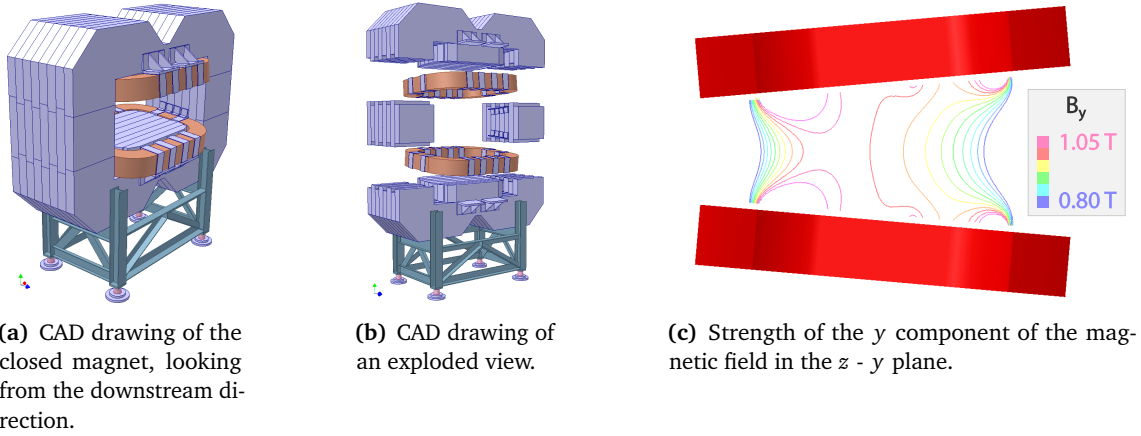 B_y
1.05 T
0.80 T
(a) CAD drawing of the
closed magnet, looking
from the downstream di-
rection.
(b) CAD drawing of
an exploded view.
(c) Strength of the y component of the mag-
netic field in the z - y plane.